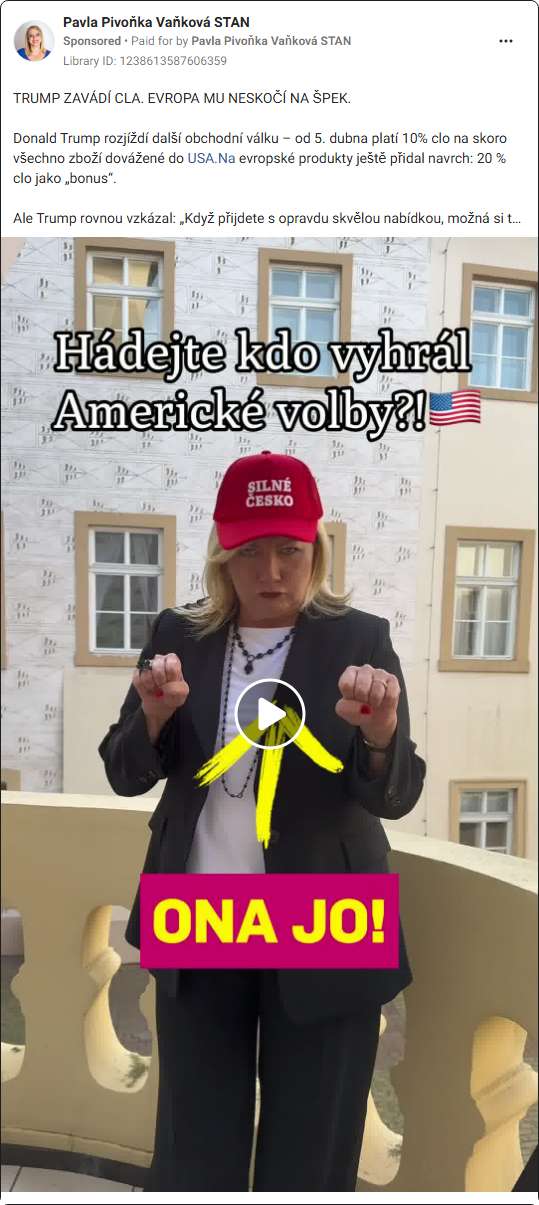 Pavla Pivoňka Vaňková STAN
Sponsored • Paid for by Pavla Pivoňka Vaňková STAN
Library ID: 1238613587606359
TRUMP ZAVÁDÍ CLA. EVROPA MU NESKOČÍ NA ŠPEK.
Donald Trump rozjíždí další obchodní válku – od 5. dubna platí 10% clo na skoro
všechno zboží dovážené do USA.Na evropské produkty ještě přidal navrch: 20 %
clo jako „bonus“.
Ale Trump rovnou vzkázal: „Když přijdete s opravdu skvělou nabídkou, možná si t...
Hádejte kdo vyhrál
Americké volby?!🇺🇸
SILNÉ
ČESKO
ONA JO!